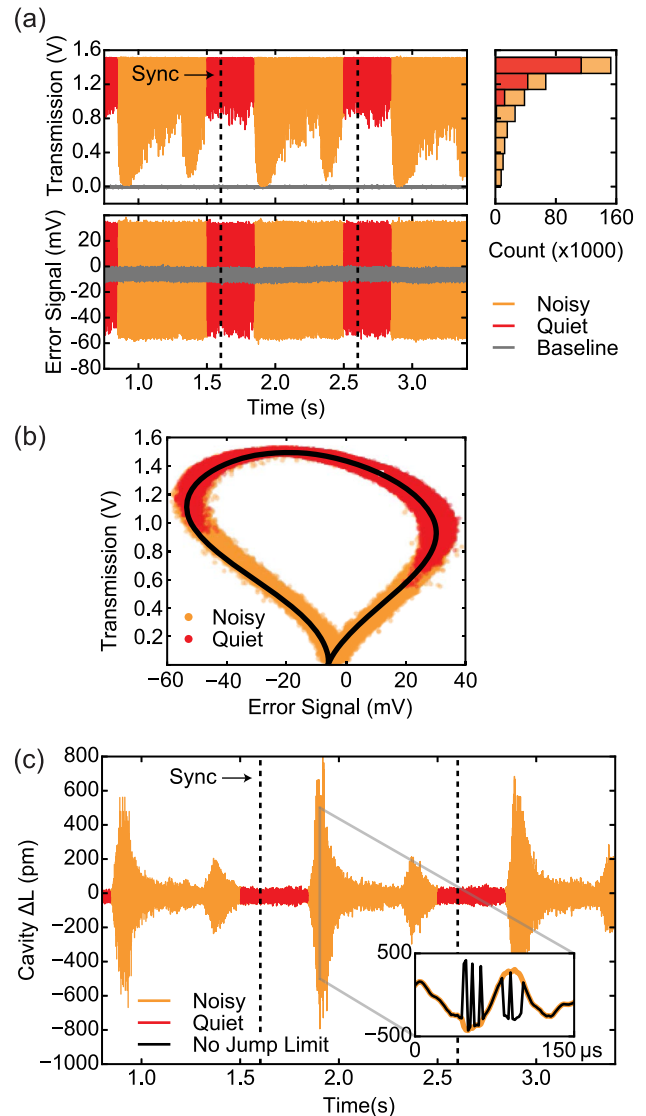 (a)
1.6
1.2
0.8
0.4
0.0
Transmission (V)
Sync
0 80 160
Count (x1000)
20
0
−20
−40
−60
−80
Error Signal (mV)
1.0 1.5 2.0 2.5 3.0
Time (s)
Noisy
Quiet
Baseline
(b)
1.6
1.4
1.2
1.0
0.8
0.6
0.4
0.2
Transmission (V)
Noisy
Quiet
−60 −40 −20 0 20 40
Error Signal (mV)
(c)
800
600
400
200
0
−200
−400
−600
−800
−1000
Cavity ΔL (pm)
Sync
Noisy
Quiet
No Jump Limit
500
−500
0 150 µs
1.0 1.5 2.0 2.5 3.0
Time(s)